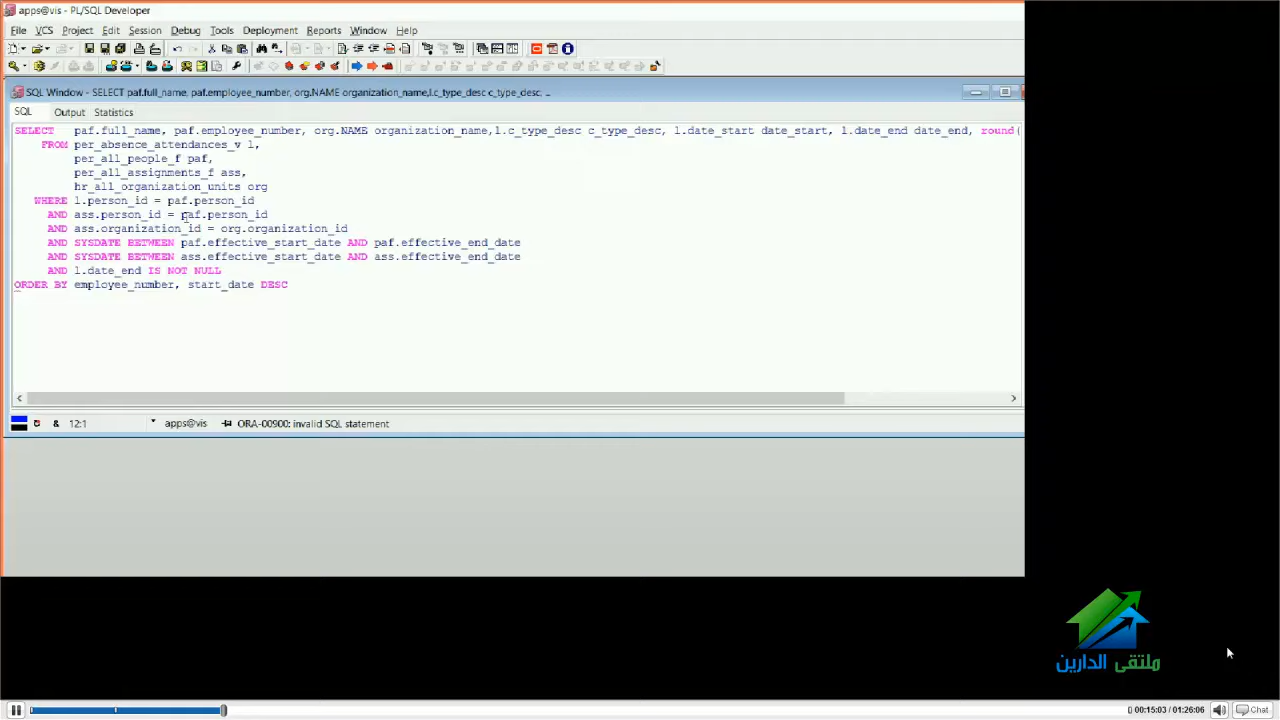 apps@vis - PL/SQL Developer
File VCS Project Edit Session Debug Tools Deployment Reports Window Help
SQL Window - SELECT paf.full_name, paf.employee_number, org.NAME organization_name,l.c_type_desc c_type_desc, ...
SQL Output Statistics
SELECT paf.full_name, paf.employee_number, org.NAME organization_name,l.c_type_desc c_type_desc, l.date_start date_start, l.date_end date_end, round(
FROM per_absence_attendances_v l,
per_all_people_f paf,
per_all_assignments_f ass,
hr_all_organization_units org
WHERE l.person_id = paf.person_id
AND ass.person_id = paf.person_id
AND ass.organization_id = org.organization_id
AND SYSDATE BETWEEN paf.effective_start_date AND paf.effective_end_date
AND SYSDATE BETWEEN ass.effective_start_date AND ass.effective_end_date
AND l.date_end IS NOT NULL
ORDER BY employee_number, start_date DESC
& 12:1 apps@vis ORA-00900: invalid SQL statement
ملتقى الدارين
00:15:03 / 01:26:06 Chat